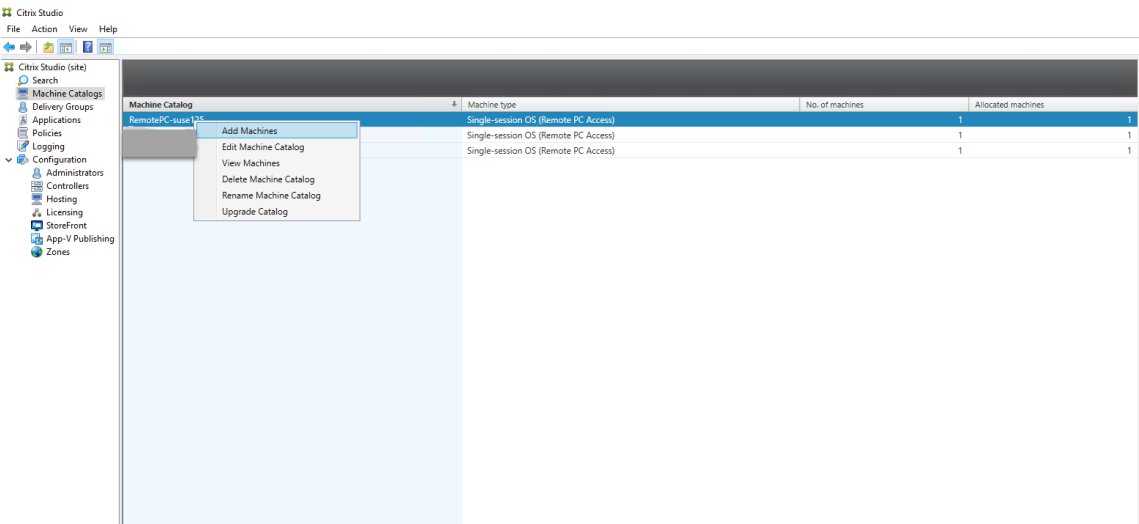 Citrix Studio
File Action View Help
Citrix Studio (site)
Search
Machine Catalogs
Delivery Groups
Applications
Policies
Logging
Configuration
Administrators
Controllers
Hosting
Licensing
StoreFront
App-V Publishing
Zones
Machine Catalog Machine type No. of machines Allocated machines
RemotePC-suse125 Single-session OS (Remote PC Access) 1 1
Single-session OS (Remote PC Access) 1 1
Single-session OS (Remote PC Access) 1 1
Add Machines
Edit Machine Catalog
View Machines
Delete Machine Catalog
Rename Machine Catalog
Upgrade Catalog